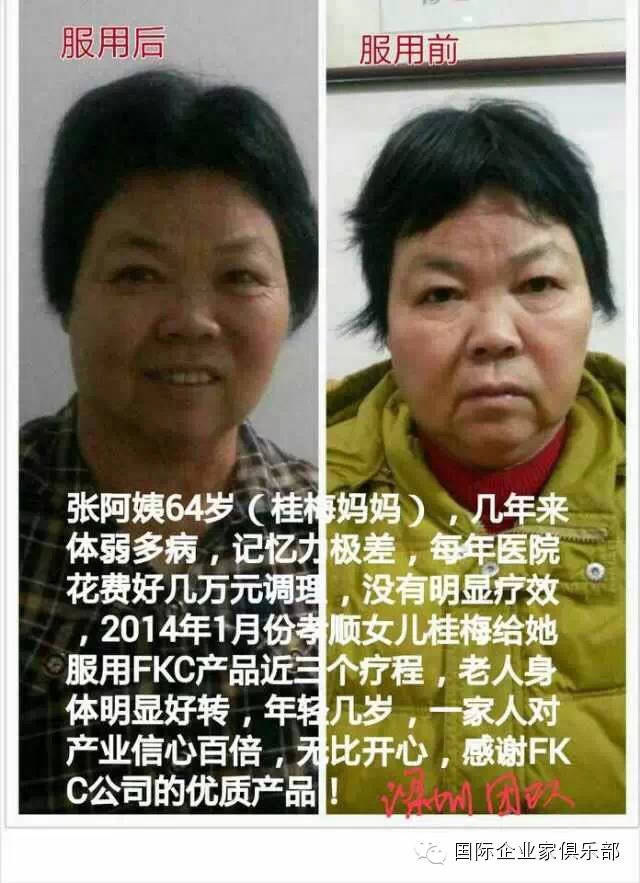 服用后
服用前
张阿姨64岁（桂梅妈妈），几年来
体弱多病，记忆力极差，每年医院
花费好几万元调理，没有明显疗效
，2014年1月份孝顺女儿桂梅给她
服用FKC产品近三个疗程，老人身
体明显好转，年轻几岁，一家人对
产业信心百倍，无比开心，感谢FK
C公司的优质产品！
深圳团队
国际企业家俱乐部